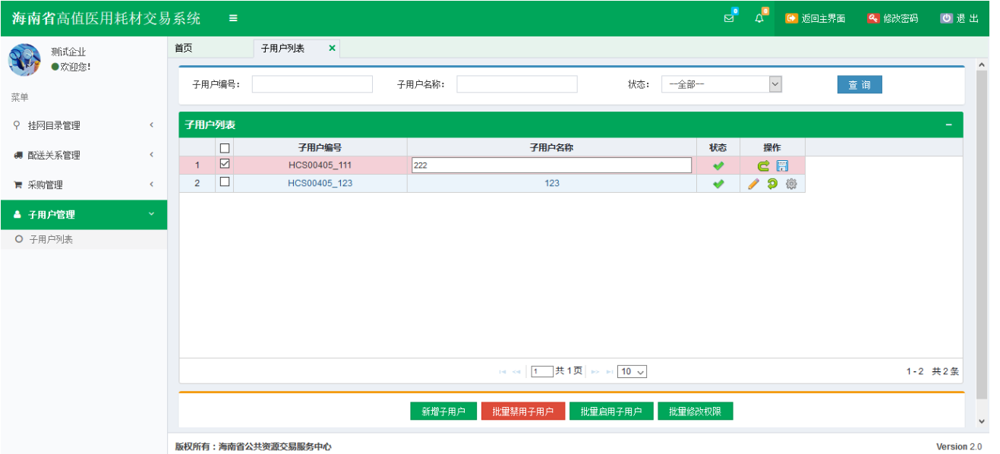 海南省高值医用耗材交易系统
0
0
返回主界面
修改密码
退 出
测试企业
欢迎您!
菜单
挂网目录管理
配送关系管理
采购管理
子用户管理
子用户列表
首页
子用户列表
子用户编号：
子用户名称：
状态：
--全部--
查 询
子用户列表
子用户编号 子用户名称 状态 操作
1 HCS00405_111 222
2 HCS00405_123 123
1 共 1 页 10
1 - 2 共 2 条
新增子用户
批量禁用子用户
批量启用子用户
批量修改权限
版权所有：海南省公共资源交易服务中心
Version 2.0